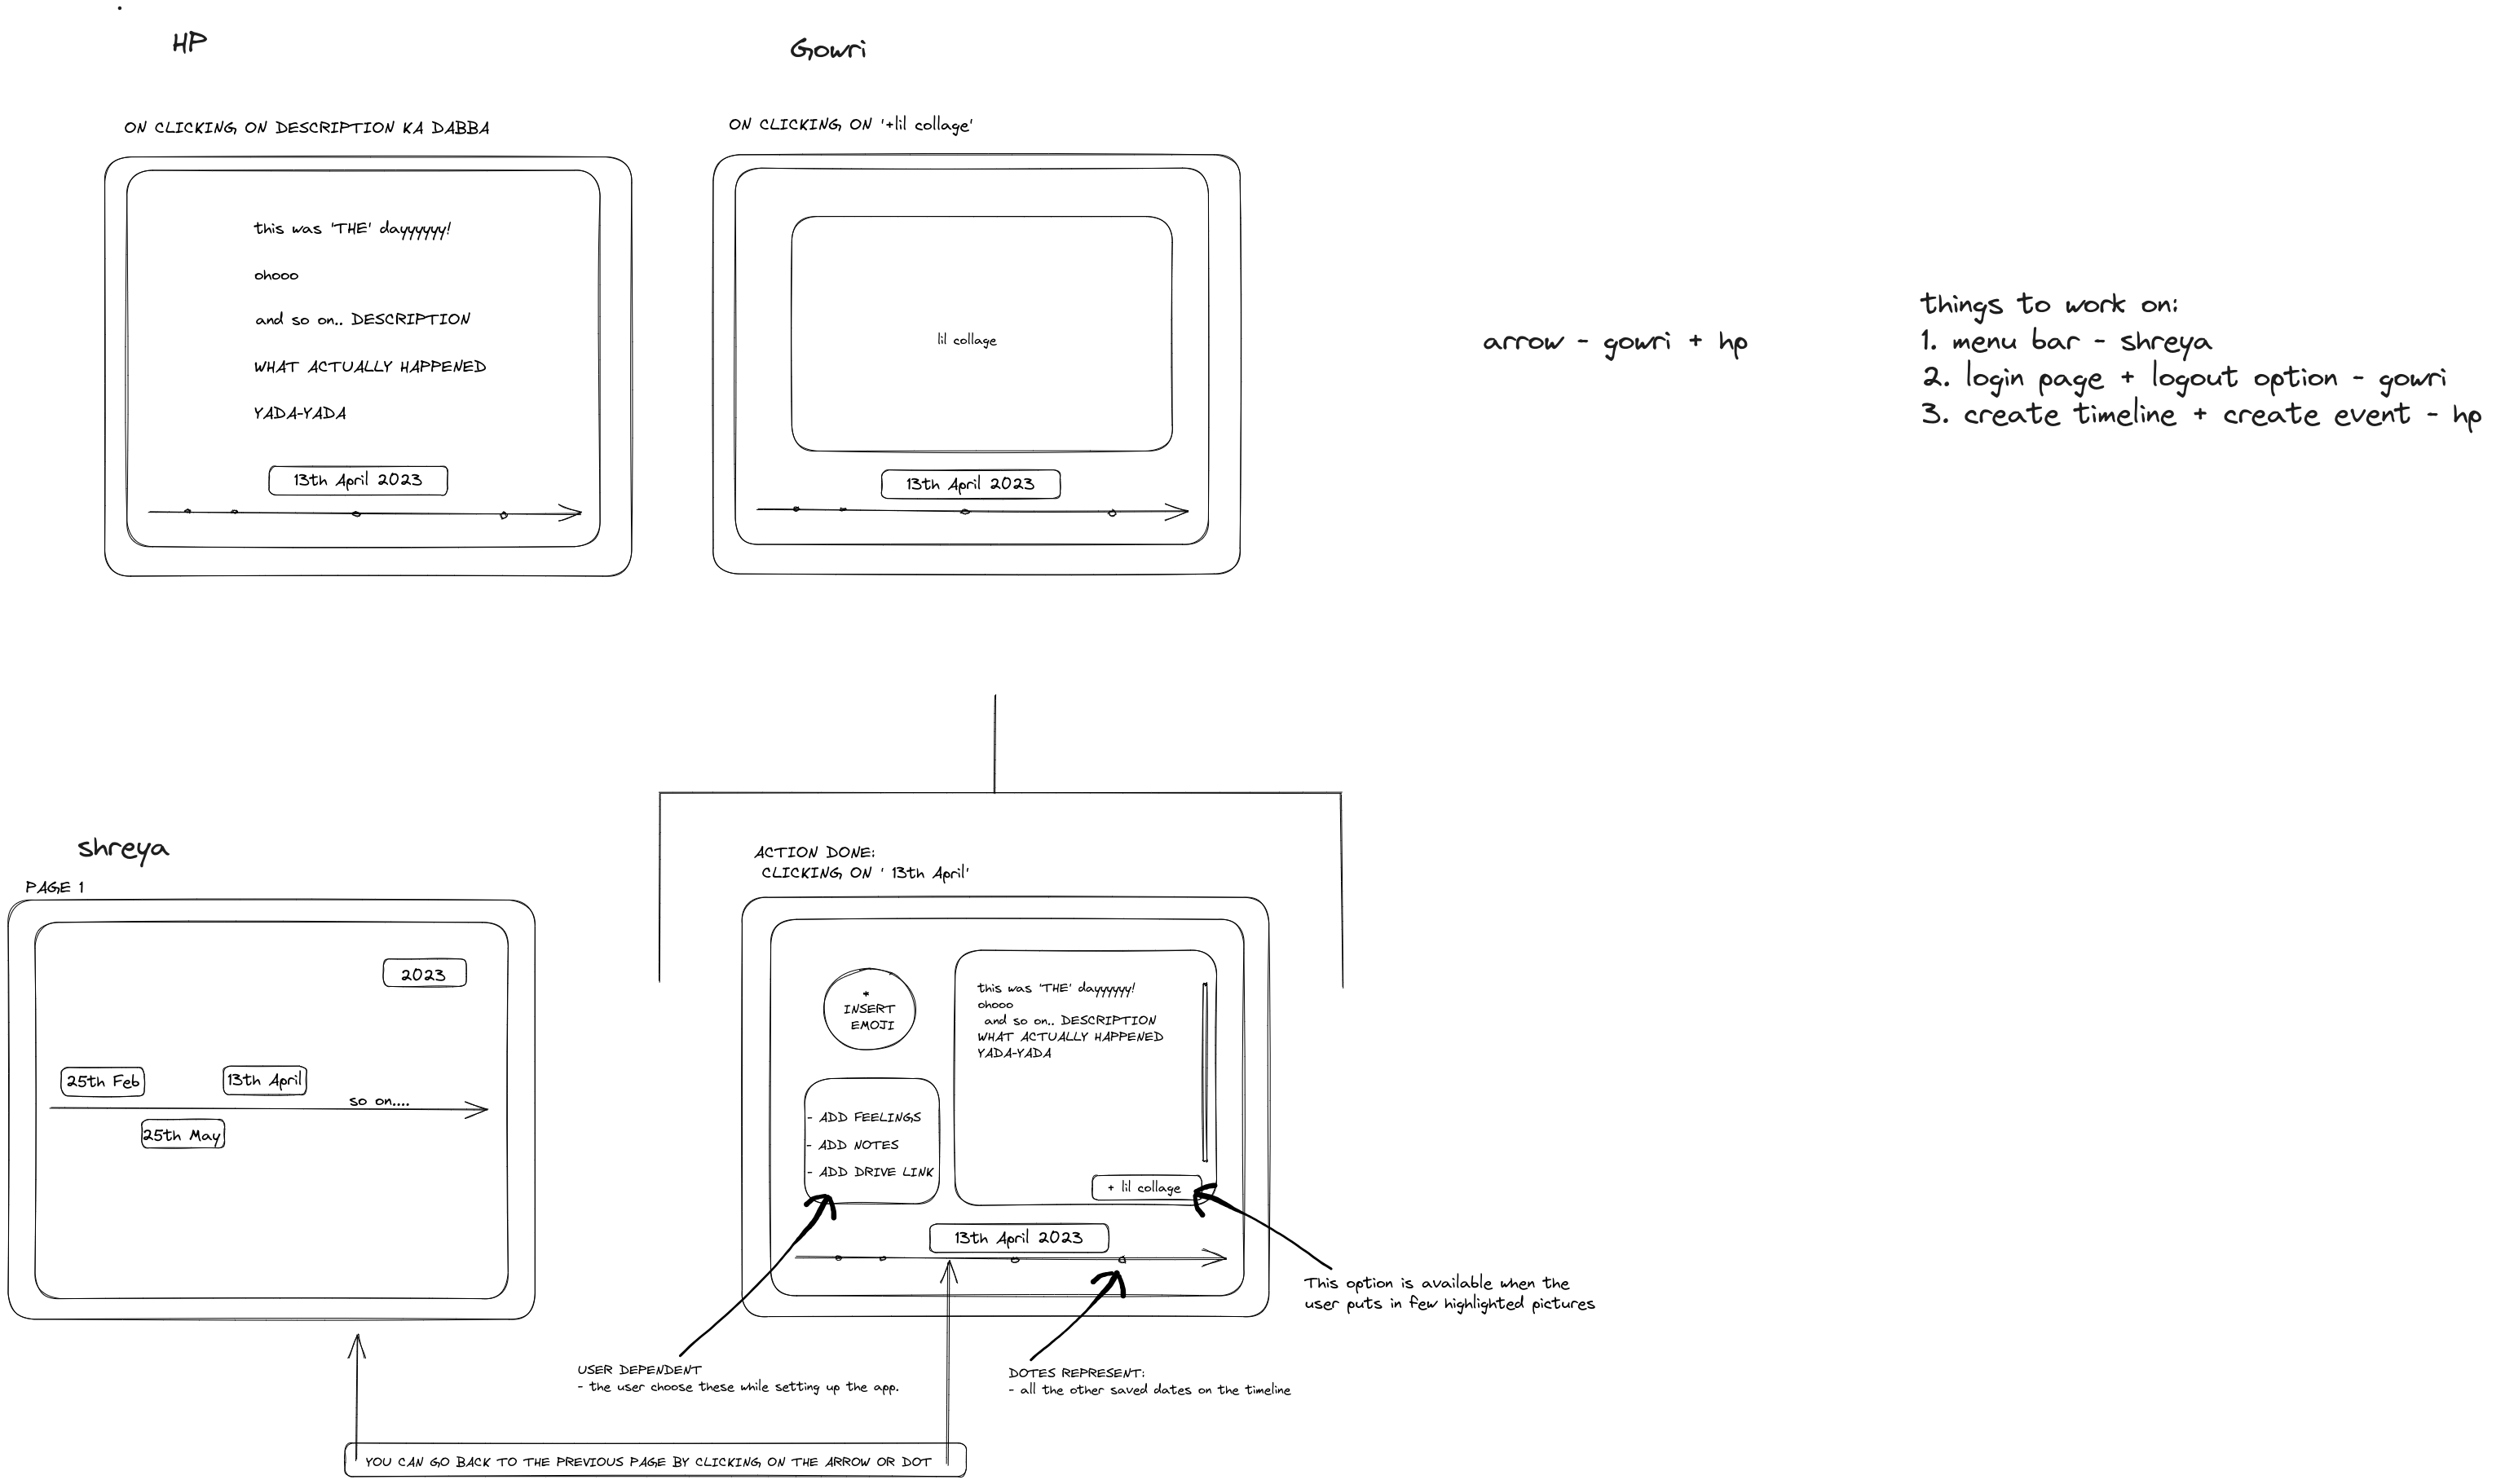 HP
ON CLICKING ON DESCRIPTION KA DABBA
this was 'THE' dayyyyyy!
ohooo
and so on.. DESCRIPTION
WHAT ACTUALLY HAPPENED
YADA-YADA
13th April 2023
Gowri
ON CLICKING ON '+lil collage'
lil collage
13th April 2023
arrow - gowri + hp
things to work on:
1. menu bar - shreya
2. login page + logout option - gowri
3. create timeline + create event - hp
shreya
PAGE 1
2023
25th Feb
13th April
so on....
25th May
ACTION DONE:
CLICKING ON ' 13th April'
+
INSERT
EMOJI
- ADD FEELINGS
- ADD NOTES
- ADD DRIVE LINK
this was 'THE' dayyyyyy!
ohooo
and so on.. DESCRIPTION
WHAT ACTUALLY HAPPENED
YADA-YADA
+ lil collage
13th April 2023
This option is available when the
user puts in few highlighted pictures
USER DEPENDENT
- the user choose these while setting up the app.
DOTES REPRESENT:
- all the other saved dates on the timeline
YOU CAN GO BACK TO THE PREVIOUS PAGE BY CLICKING ON THE ARROW OR DOT